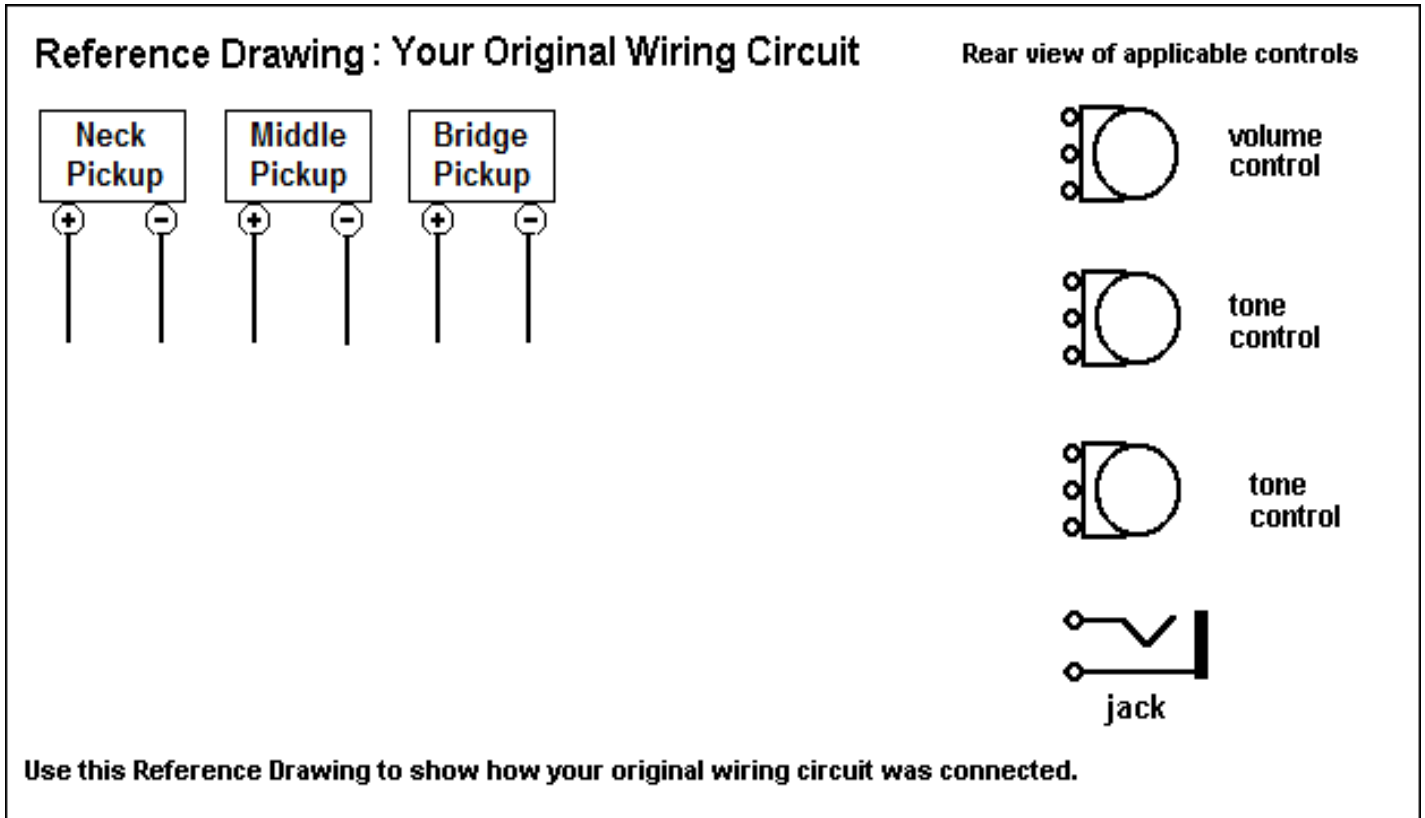 Reference Drawing : Your Original Wiring Circuit
Rear view of applicable controls
Neck
Pickup
Middle
Pickup
Bridge
Pickup
+
−
+
−
+
−
volume
control
tone
control
tone
control
jack
Use this Reference Drawing to show how your original wiring circuit was connected.